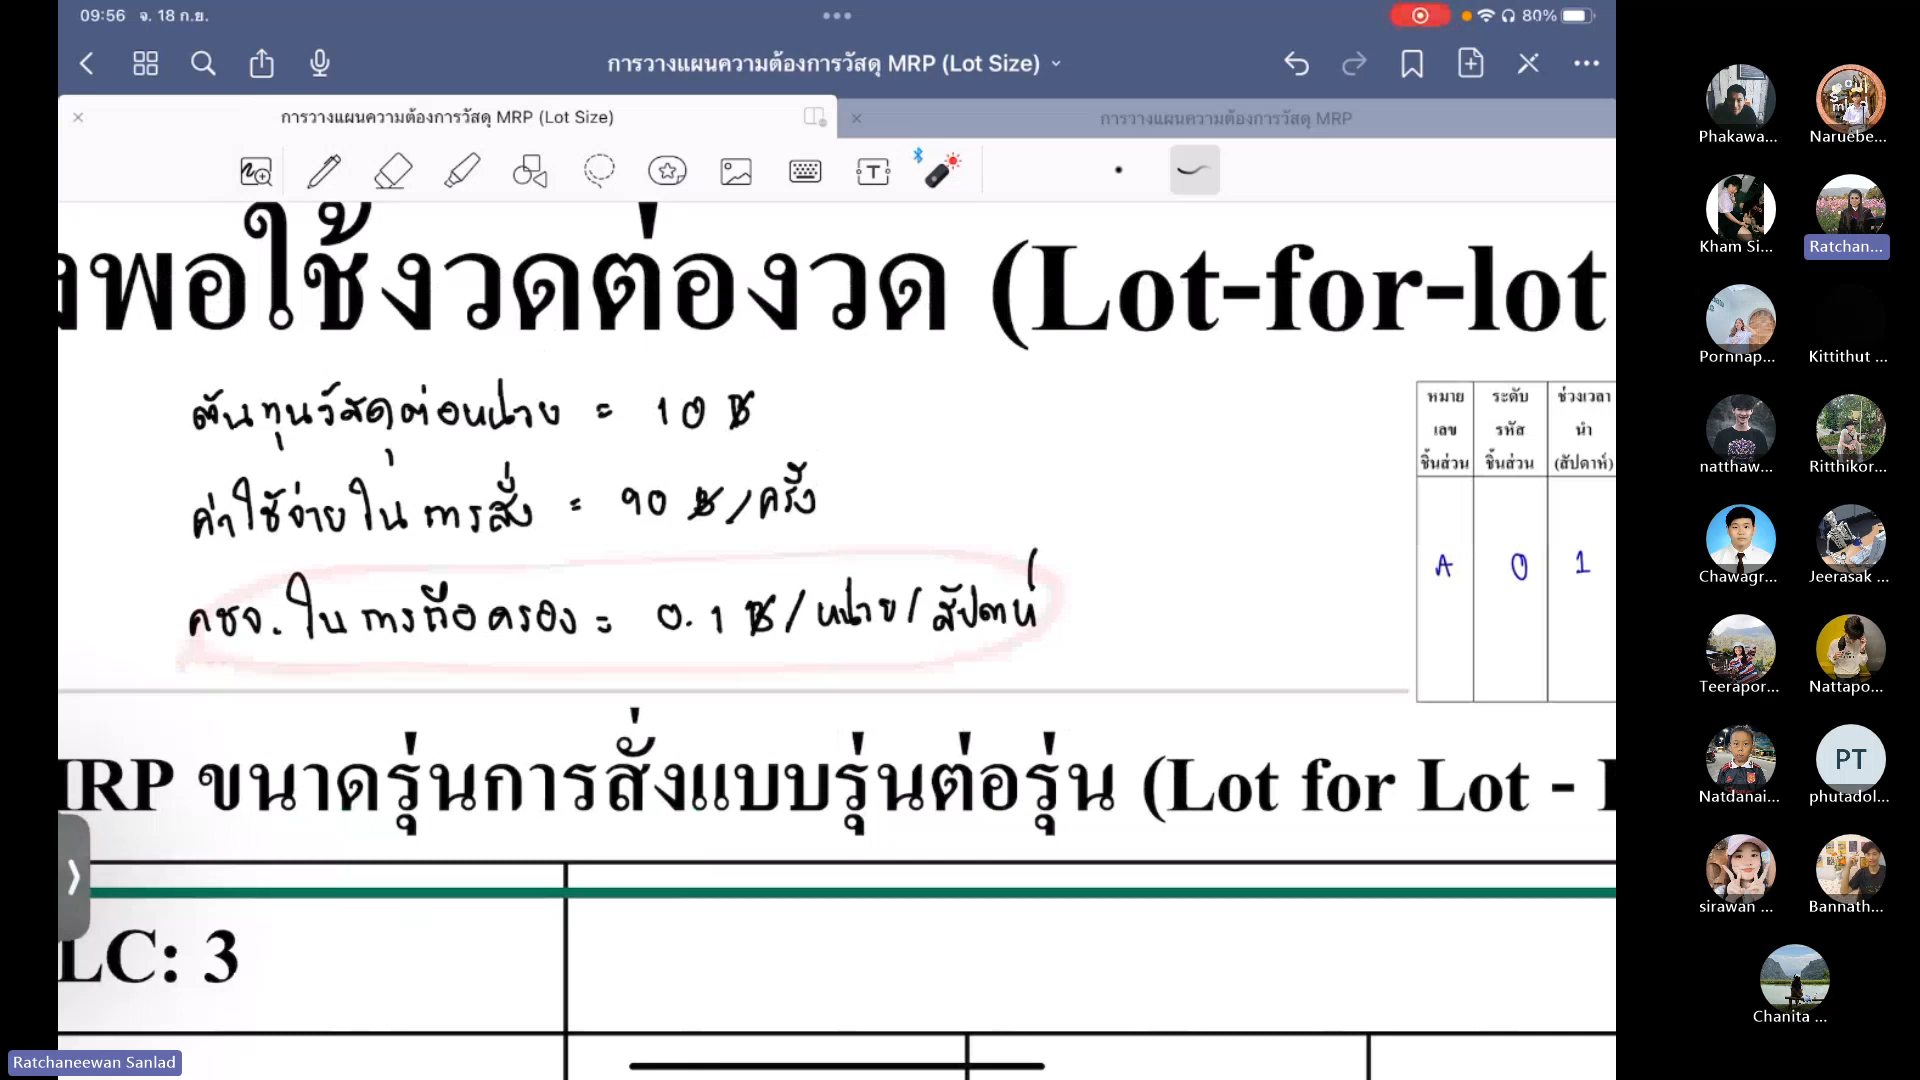 09:56 จ. 18 ก.ย.
80%
การวางแผนความต้องการวัสดุ MRP (Lot Size)
การวางแผนความต้องการวัสดุ MRP (Lot Size)
การวางแผนความต้องการวัสดุ MRP
พอใช้งวดต่องวด (Lot-for-lot
ต้นทุนวัสดุต่อหน่วย = 10 ฿
ค่าใช้จ่ายในการสั่ง = 90 ฿/ครั้ง
คชจ. ในการถือครอง = 0.1 ฿/หน่วย/สัปดาห์
หมายเลขชิ้นส่วน ระดับรหัสชิ้นส่วน ช่วงเวลานำ (สัปดาห์)
A 0 1
MRP ขนาดรุ่นการสั่งแบบรุ่นต่อรุ่น (Lot for Lot -
LC: 3
Phakawa...
Naruebe...
Kham Si...
Ratchan...
Pornnap...
Kittithut ...
natthaw...
Ritthikor...
Chawagr...
Jeerasak ...
Teerapor...
Nattapo...
Natdanai...
PT
phutadol...
sirawan ...
Bannath...
Chanita ...
Ratchaneewan Sanlad